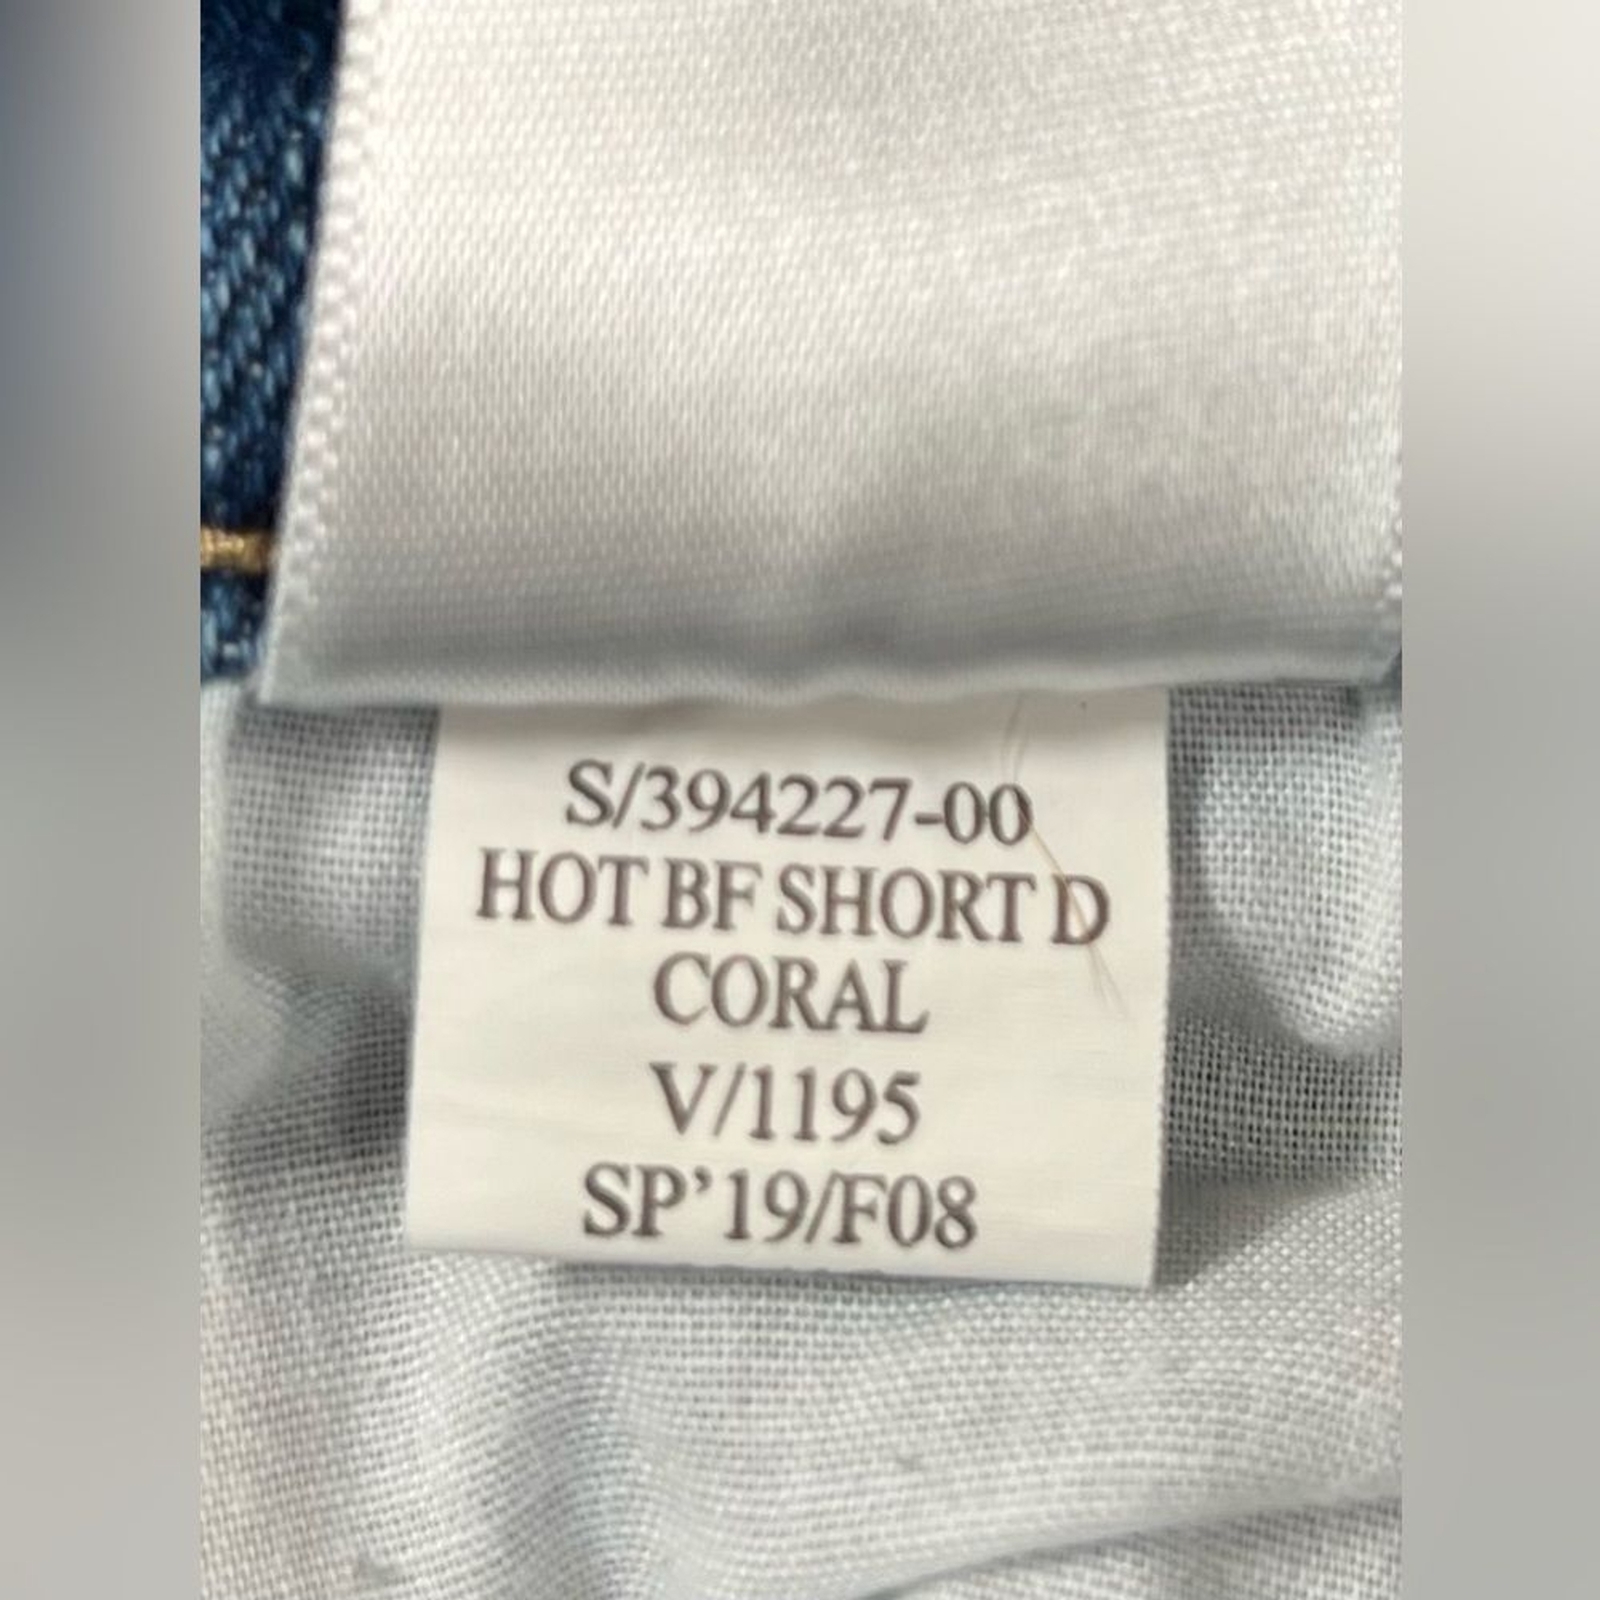 S/394227-00
HOT BF SHORT D
CORAL
V/1195
SP'19/F08